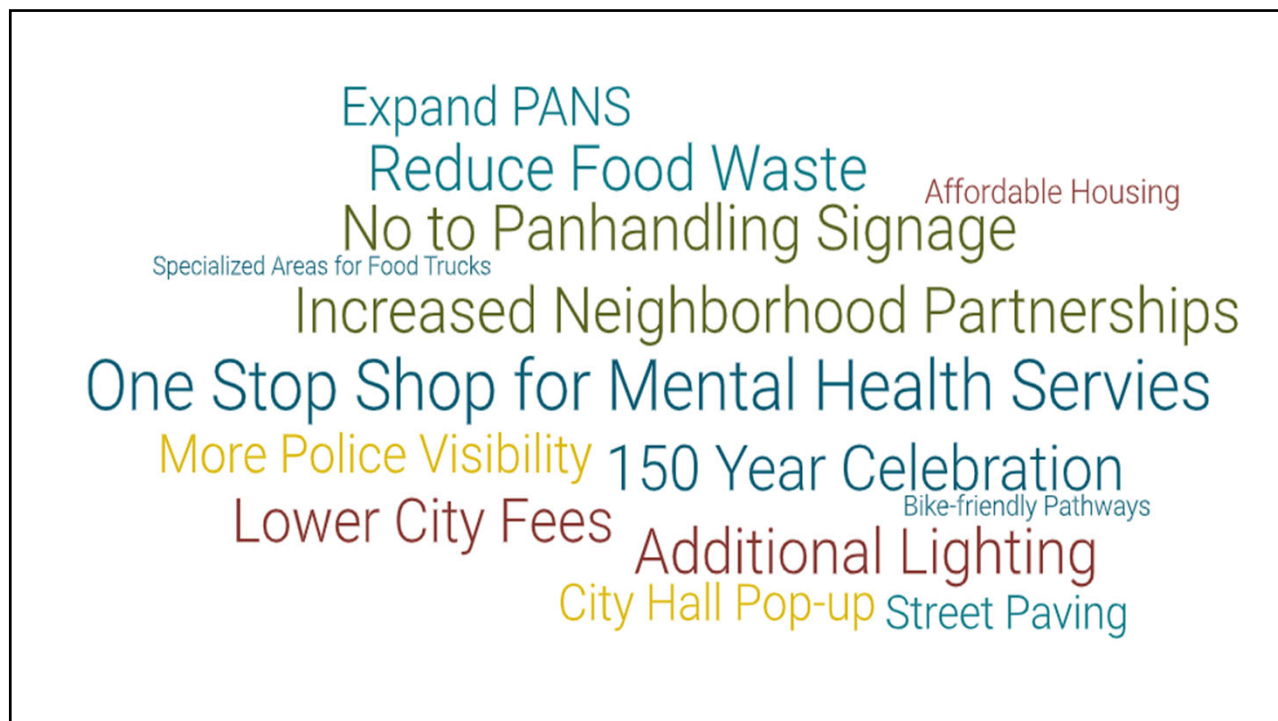 Expand PANS
Reduce Food Waste
Affordable Housing
No to Panhandling Signage
Specialized Areas for Food Trucks
Increased Neighborhood Partnerships
One Stop Shop for Mental Health Servies
More Police Visibility
150 Year Celebration
Bike-friendly Pathways
Lower City Fees
Additional Lighting
City Hall Pop-up
Street Paving